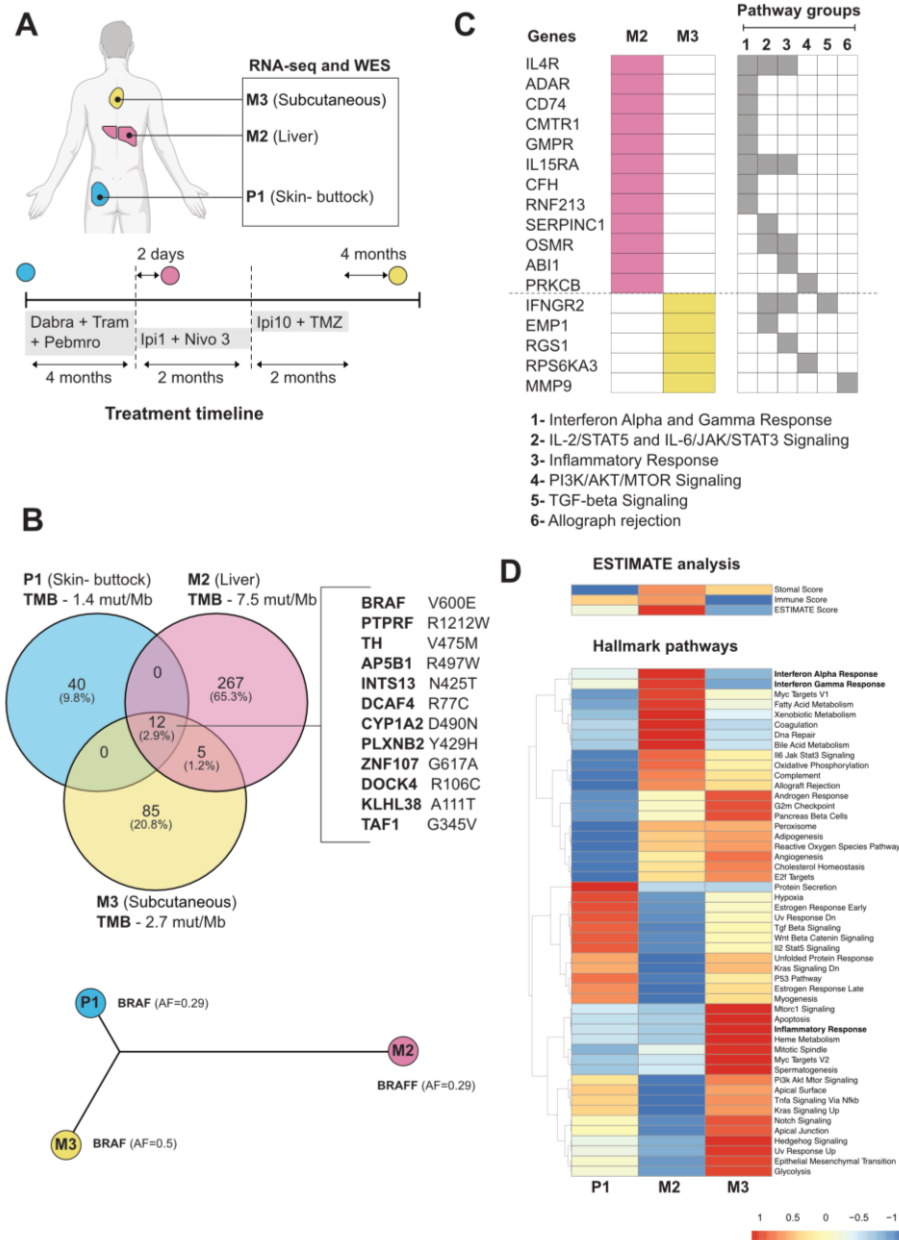 A
RNA-seq and WES
M3 (Subcutaneous)
M2 (Liver)
P1 (Skin- buttock)
2 days
4 months
Dabra + Tram
+ Pebmro
Ipi1 + Nivo 3
Ipi10 + TMZ
4 months
2 months
2 months
Treatment timeline
B
P1 (Skin- buttock)
TMB - 1.4 mut/Mb
M2 (Liver)
TMB - 7.5 mut/Mb
40
(9.8%)
0
267
(65.3%)
12
(2.9%)
0
5
(1.2%)
85
(20.8%)
M3 (Subcutaneous)
TMB - 2.7 mut/Mb
BRAF V600E
PTPRF R1212W
TH V475M
AP5B1 R497W
INTS13 N425T
DCAF4 R77C
CYP1A2 D490N
PLXNB2 Y429H
ZNF107 G617A
DOCK4 R106C
KLHL38 A111T
TAF1 G345V
P1 BRAF (AF=0.29)
M2
BRAFF (AF=0.29)
M3 BRAF (AF=0.5)
C
Pathway groups
Genes M2 M3 1 2 3 4 5 6
IL4R
ADAR
CD74
CMTR1
GMPR
IL15RA
CFH
RNF213
SERPINC1
OSMR
ABI1
PRKCB
IFNGR2
EMP1
RGS1
RPS6KA3
MMP9
1- Interferon Alpha and Gamma Response
2- IL-2/STAT5 and IL-6/JAK/STAT3 Signaling
3- Inflammatory Response
4- PI3K/AKT/MTOR Signaling
5- TGF-beta Signaling
6- Allograph rejection
D
ESTIMATE analysis
Stomal Score
Immune Score
ESTIMATE Score
Hallmark pathways
Interferon Alpha Response
Interferon Gamma Response
Myc Targets V1
Fatty Acid Metabolism
Xenobiotic Metabolism
Coagulation
Dna Repair
Bile Acid Metabolism
Il6 Jak Stat3 Signaling
Oxidative Phosphorylation
Complement
Allograft Rejection
Androgen Response
G2m Checkpoint
Pancreas Beta Cells
Peroxisome
Adipogenesis
Reactive Oxygen Species Pathway
Angiogenesis
Cholesterol Homeostasis
E2f Targets
Protein Secretion
Hypoxia
Estrogen Response Early
Uv Response Dn
Tgf Beta Signaling
Wnt Beta Catenin Signaling
Il2 Stat5 Signaling
Unfolded Protein Response
Kras Signaling Dn
P53 Pathway
Estrogen Response Late
Myogenesis
Mtorc1 Signaling
Apoptosis
Inflammatory Response
Heme Metabolism
Mitotic Spindle
Myc Targets V2
Spermatogenesis
Pi3k Akt Mtor Signaling
Apical Surface
Tnfa Signaling Via Nfkb
Kras Signaling Up
Notch Signaling
Apical Junction
Hedgehog Signaling
Uv Response Up
Epithelial Mesenchymal Transition
Glycolysis
P1 M2 M3
1 0.5 0 −0.5 −1